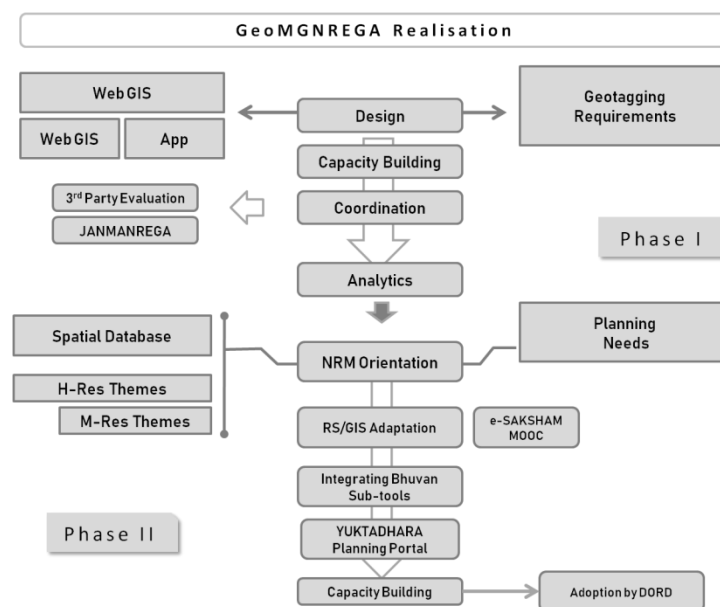 GeoMGNREGA Realisation
WebGIS
WebGIS
App
Design
Geotagging
Requirements
Capacity Building
3rd Party Evaluation
JANMANREGA
Coordination
Phase I
Analytics
Spatial Database
H-Res Themes
M-Res Themes
NRM Orientation
Planning
Needs
RS/GIS Adaptation
e-SAKSHAM
MOOC
Integrating Bhuvan
Sub-tools
Phase II
YUKTADHARA
Planning Portal
Capacity Building
Adoption by DORD